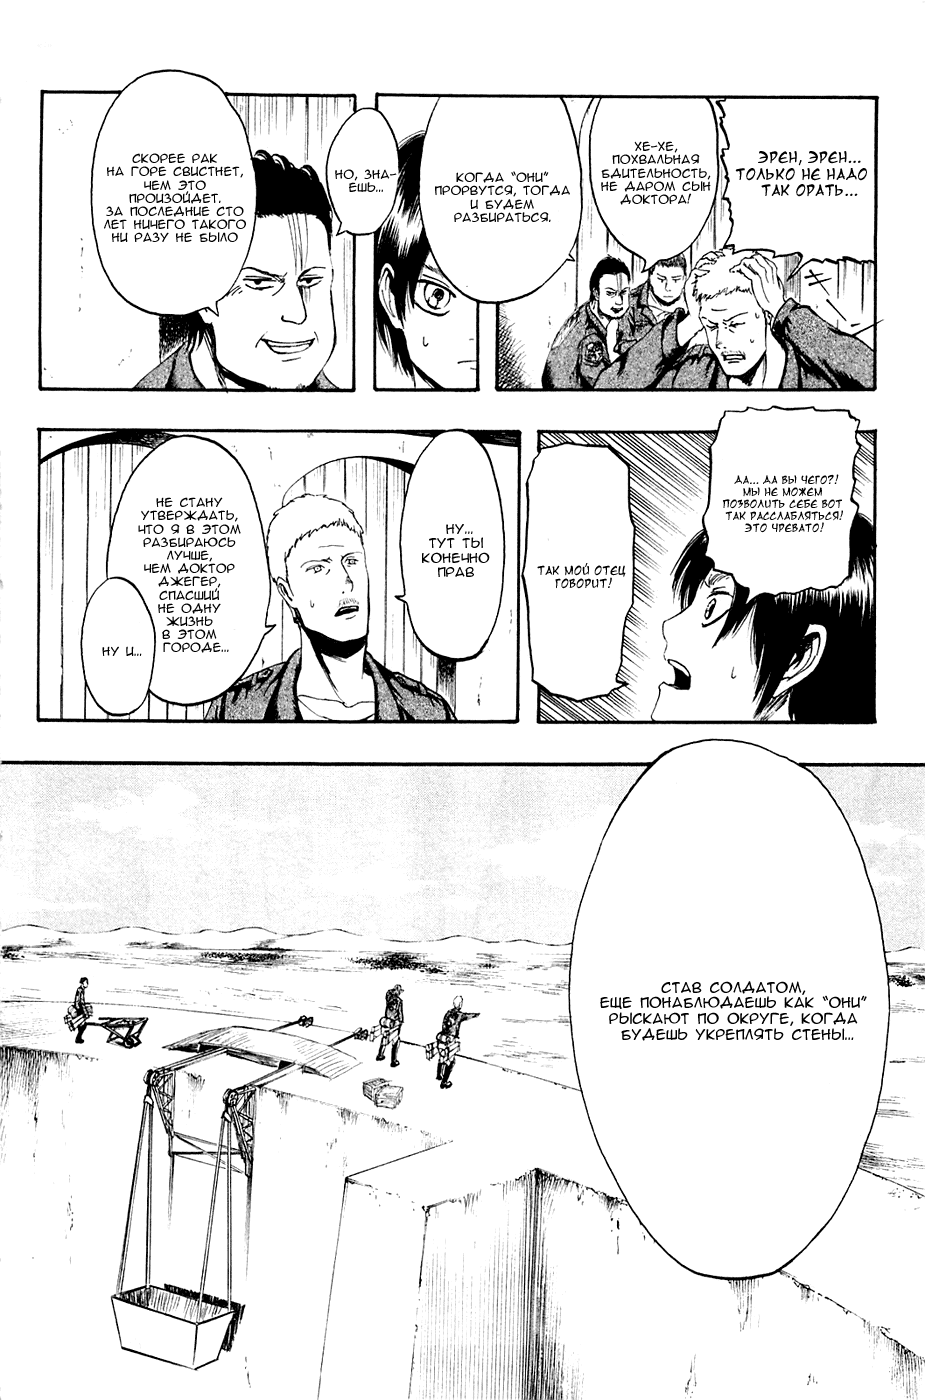 ЭРЕН, ЭРЕН...
ТОЛЬКО НЕ НАДО
ТАК ОРАТЬ...
ХЕ-ХЕ,
ПОХВАЛЬНАЯ
БДИТЕЛЬНОСТЬ,
НЕ ДАРОМ СЫН
ДОКТОРА!
КОГДА "ОНИ"
ПРОРВУТСЯ, ТОГДА
И БУДЕМ
РАЗБИРАТЬСЯ.
НО, ЗНА-
ЕШЬ...
СКОРЕЕ РАК
НА ГОРЕ СВИСТНЕТ,
ЧЕМ ЭТО
ПРОИЗОЙДЕТ.
ЗА ПОСЛЕДНИЕ СТО
ЛЕТ НИЧЕГО ТАКОГО
НИ РАЗУ НЕ БЫЛО
ДА... ДА ВЫ ЧЕГО?!
МЫ НЕ МОЖЕМ
ПОЗВОЛИТЬ СЕБЕ ВОТ
ТАК РАССЛАБЛЯТЬСЯ!
ЭТО ЧРЕВАТО!
ТАК МОЙ ОТЕЦ
ГОВОРИТ!
НУ...
ТУТ ТЫ
КОНЕЧНО
ПРАВ
НЕ СТАНУ
УТВЕРЖДАТЬ,
ЧТО Я В ЭТОМ
РАЗБИРАЮСЬ
ЛУЧШЕ,
ЧЕМ ДОКТОР
ДЖЕГЕР,
СПАСШИЙ
НЕ ОДНУ
ЖИЗНЬ
В ЭТОМ
ГОРОДЕ...
НУ И...
СТАВ СОЛДАТОМ,
ЕЩЕ ПОНАБЛЮДАЕШЬ КАК "ОНИ"
РЫСКАЮТ ПО ОКРУГЕ, КОГДА
БУДЕШЬ УКРЕПЛЯТЬ СТЕНЫ...